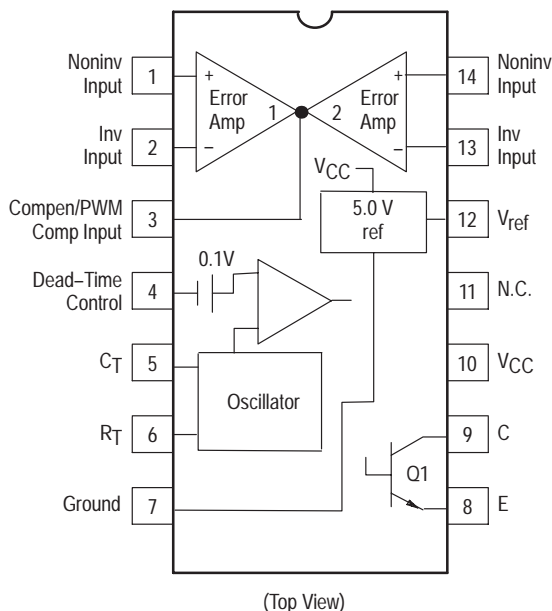 Noninv
Input
1
+
Error
Amp
1
2
+
Error
Amp
14
Noninv
Input
Inv
Input
2
−
−
13
Inv
Input
Compen/PWM
Comp Input
3
VCC
5.0 V
ref
12
Vref
Dead−Time
Control
4
0.1V
11
N.C.
CT
5
Oscillator
10
VCC
RT
6
Q1
9
C
Ground
7
8
E
(Top View)